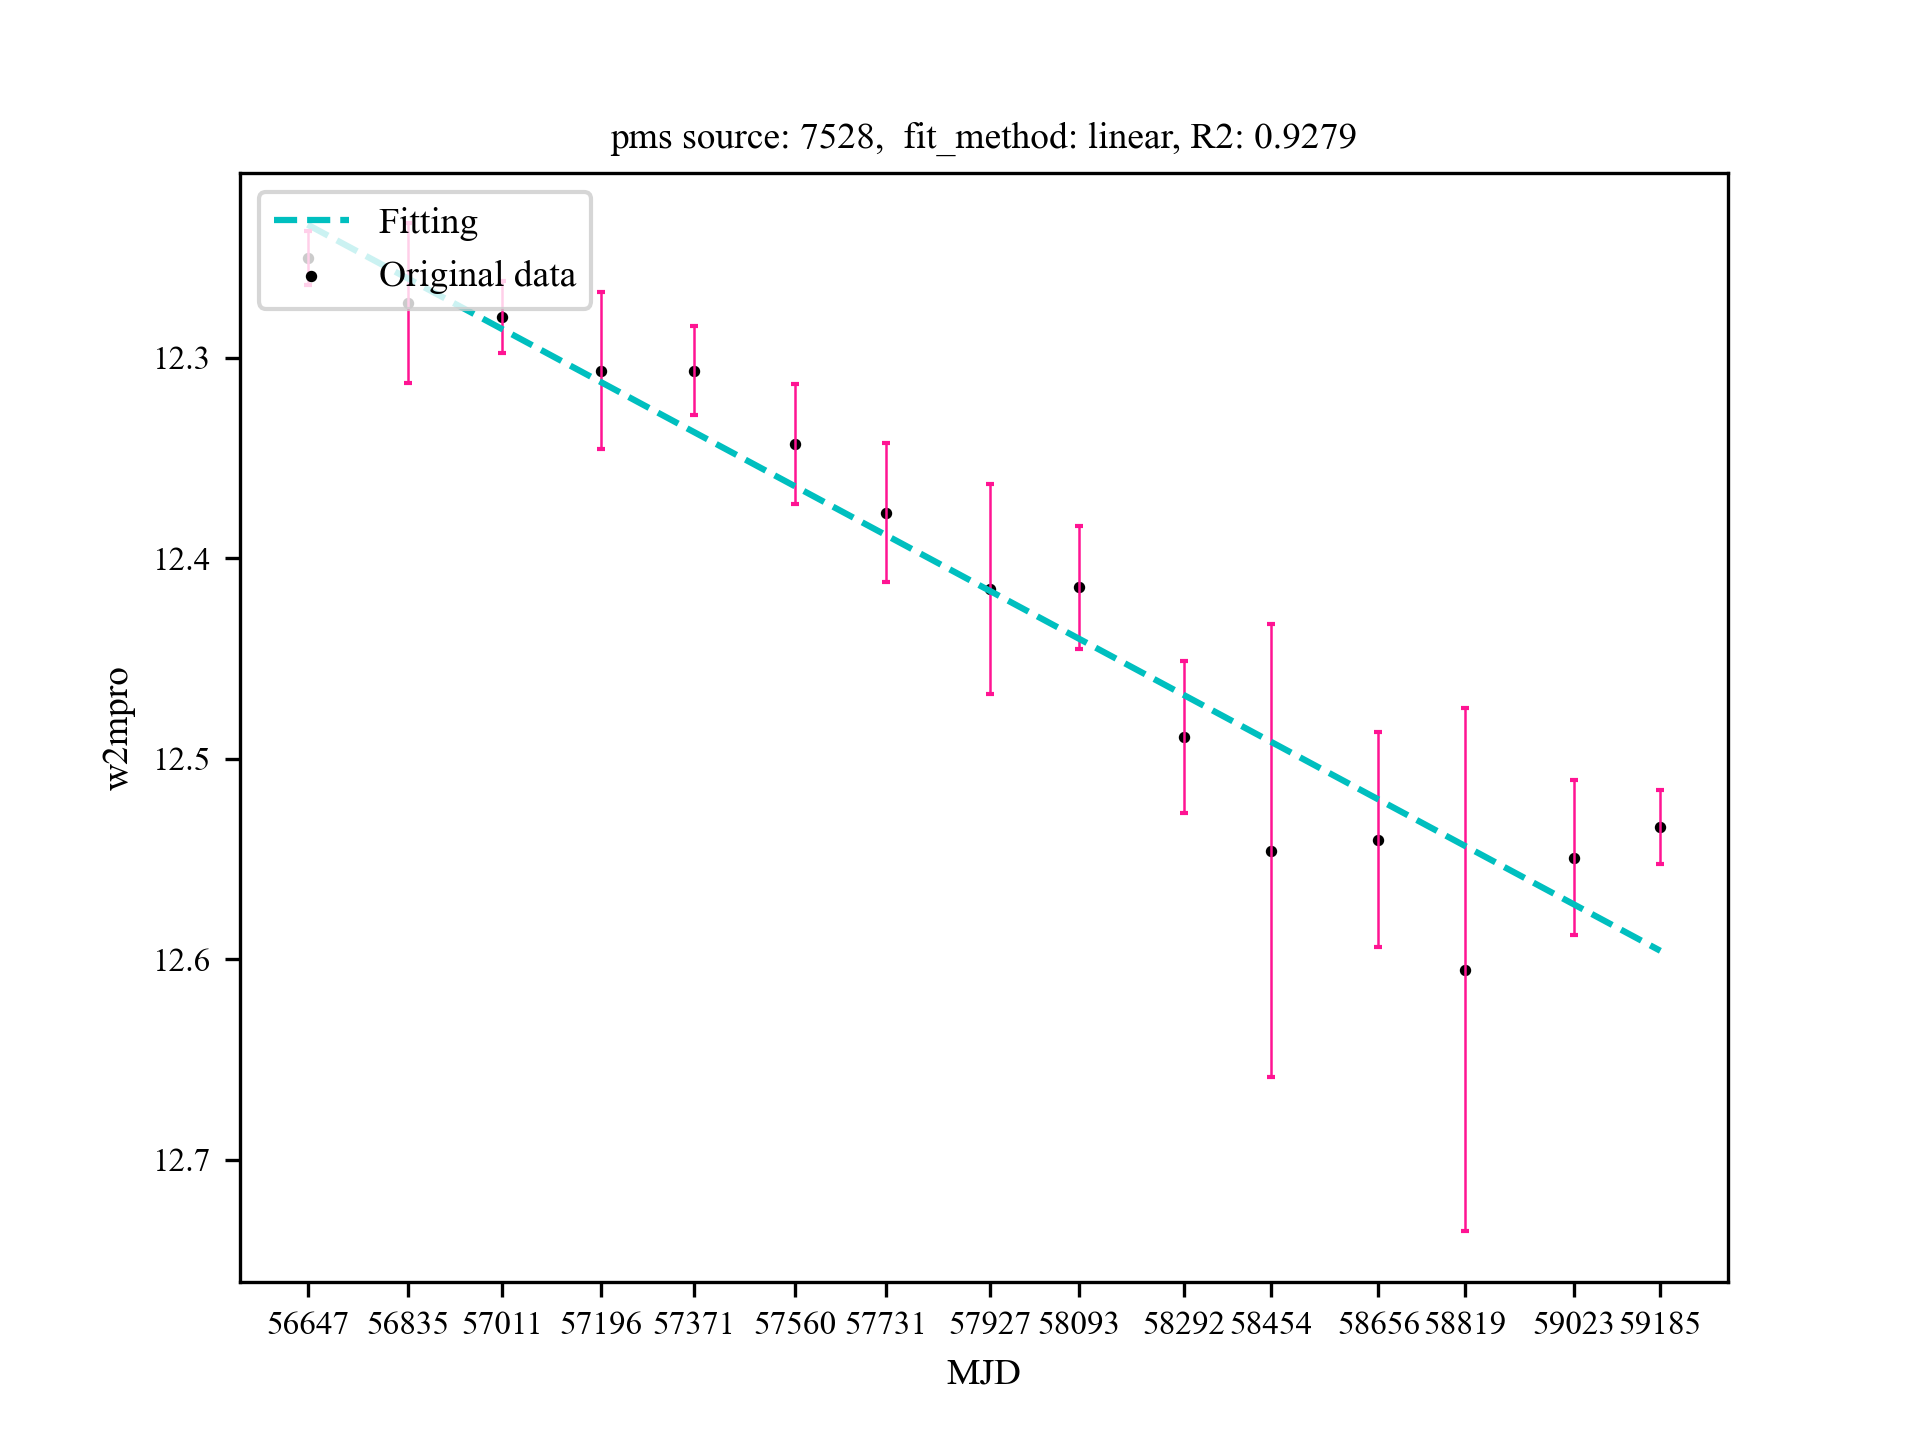 pms source: 7528,  fit_method: linear, R2: 0.9279
Fitting
Original data
12.3
12.4
12.5
12.6
12.7
w2mpro
56647 56835 57011 57196 57371 57560 57731 57927 58093 58292 58454 58656 58819 59023 59185
MJD